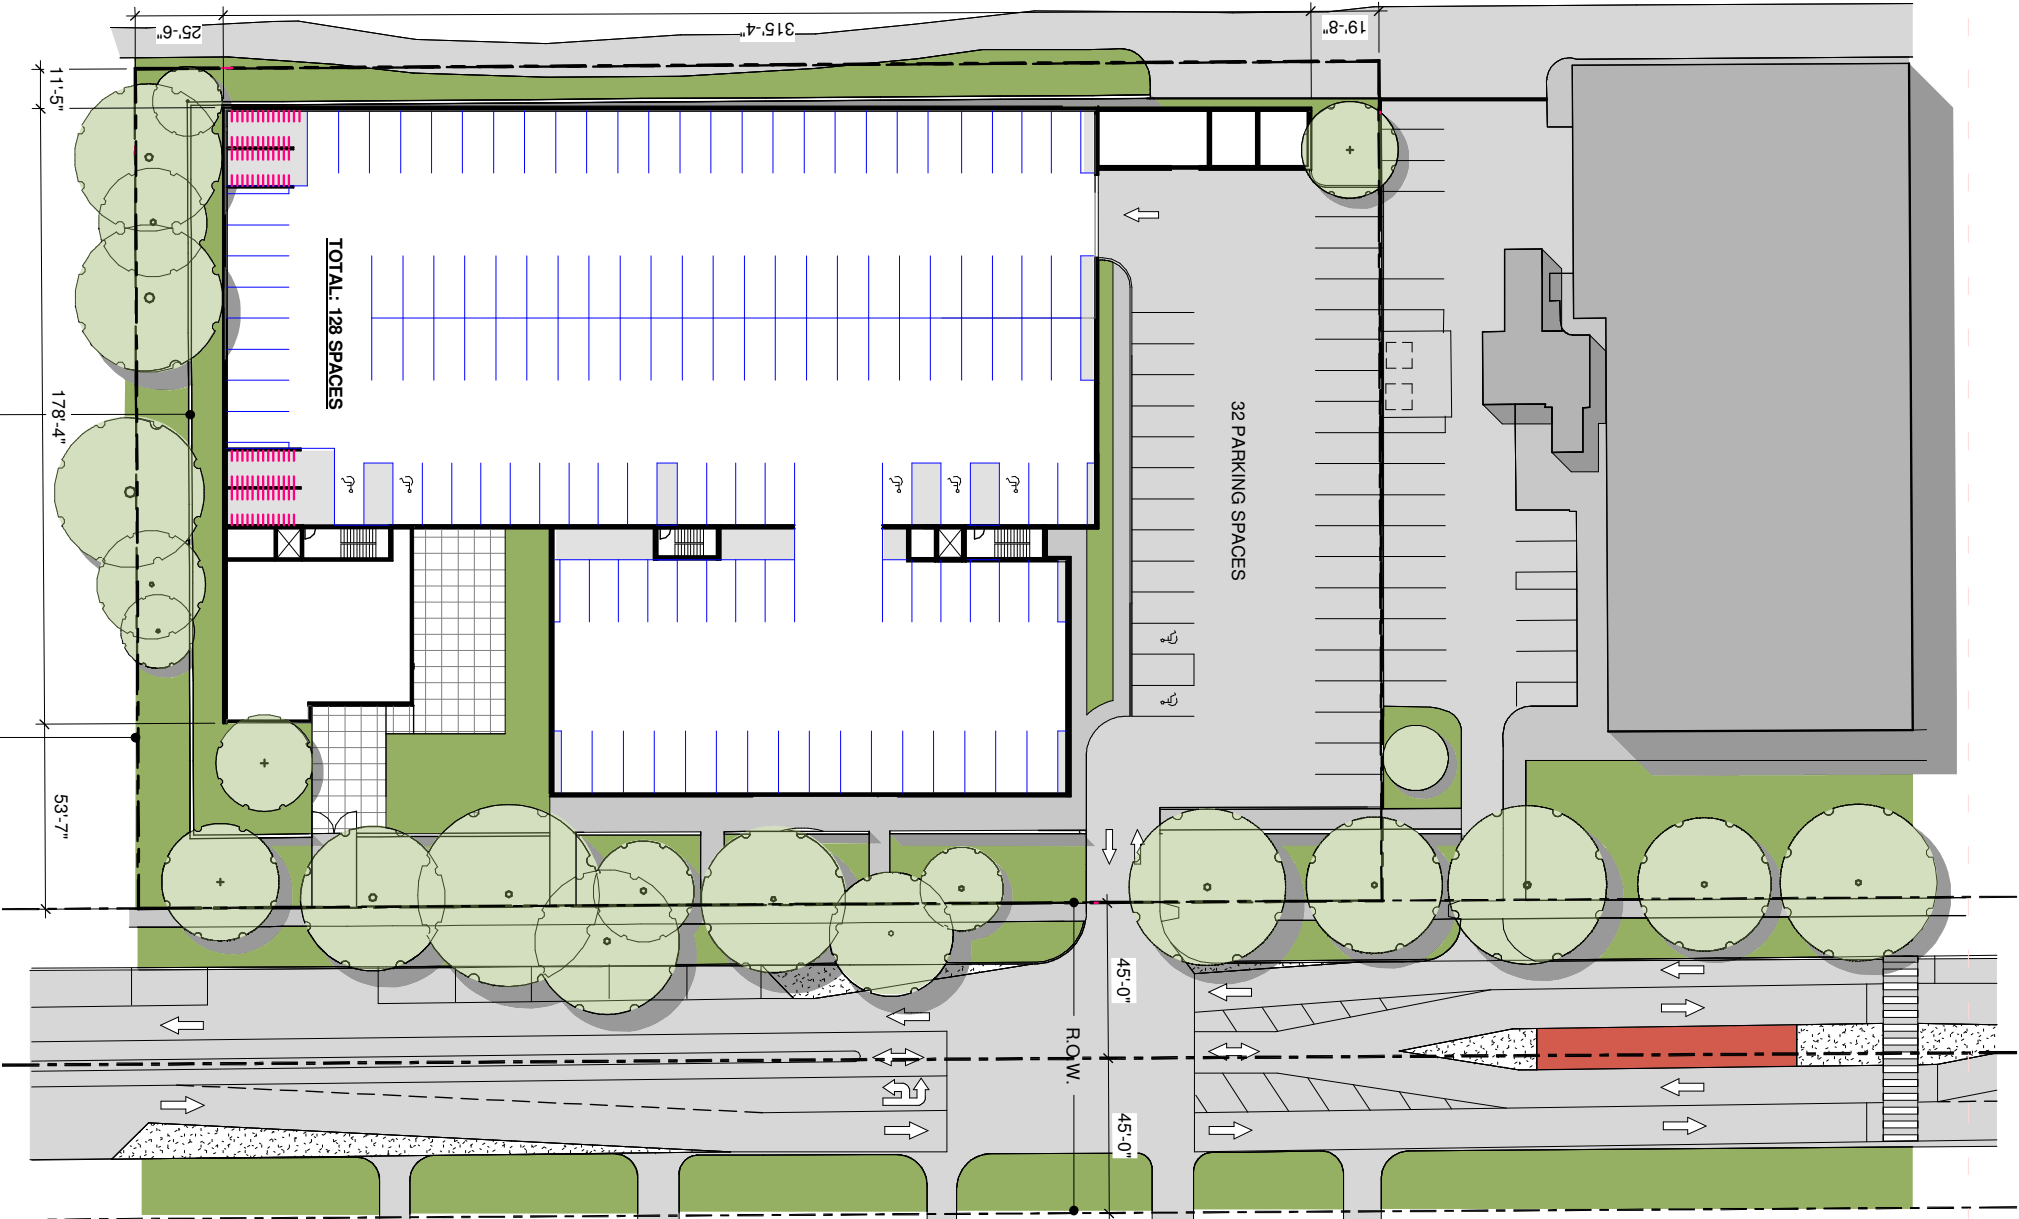 25'-6"
315'-4"
19'-8"
11'-5"
178'-4"
53'-7"
TOTAL: 128 SPACES
32 PARKING SPACES
45'-0"
R.O.W.
45'-0"